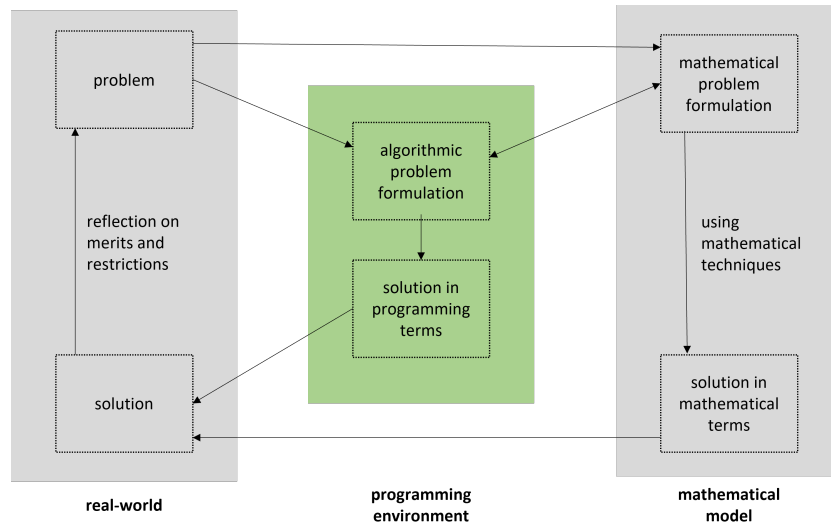 problem
mathematical
problem
formulation
algorithmic
problem
formulation
reflection on
merits and
restrictions
using
mathematical
techniques
solution in
programming
terms
solution
solution in
mathematical
terms
real-world
programming
environment
mathematical
model